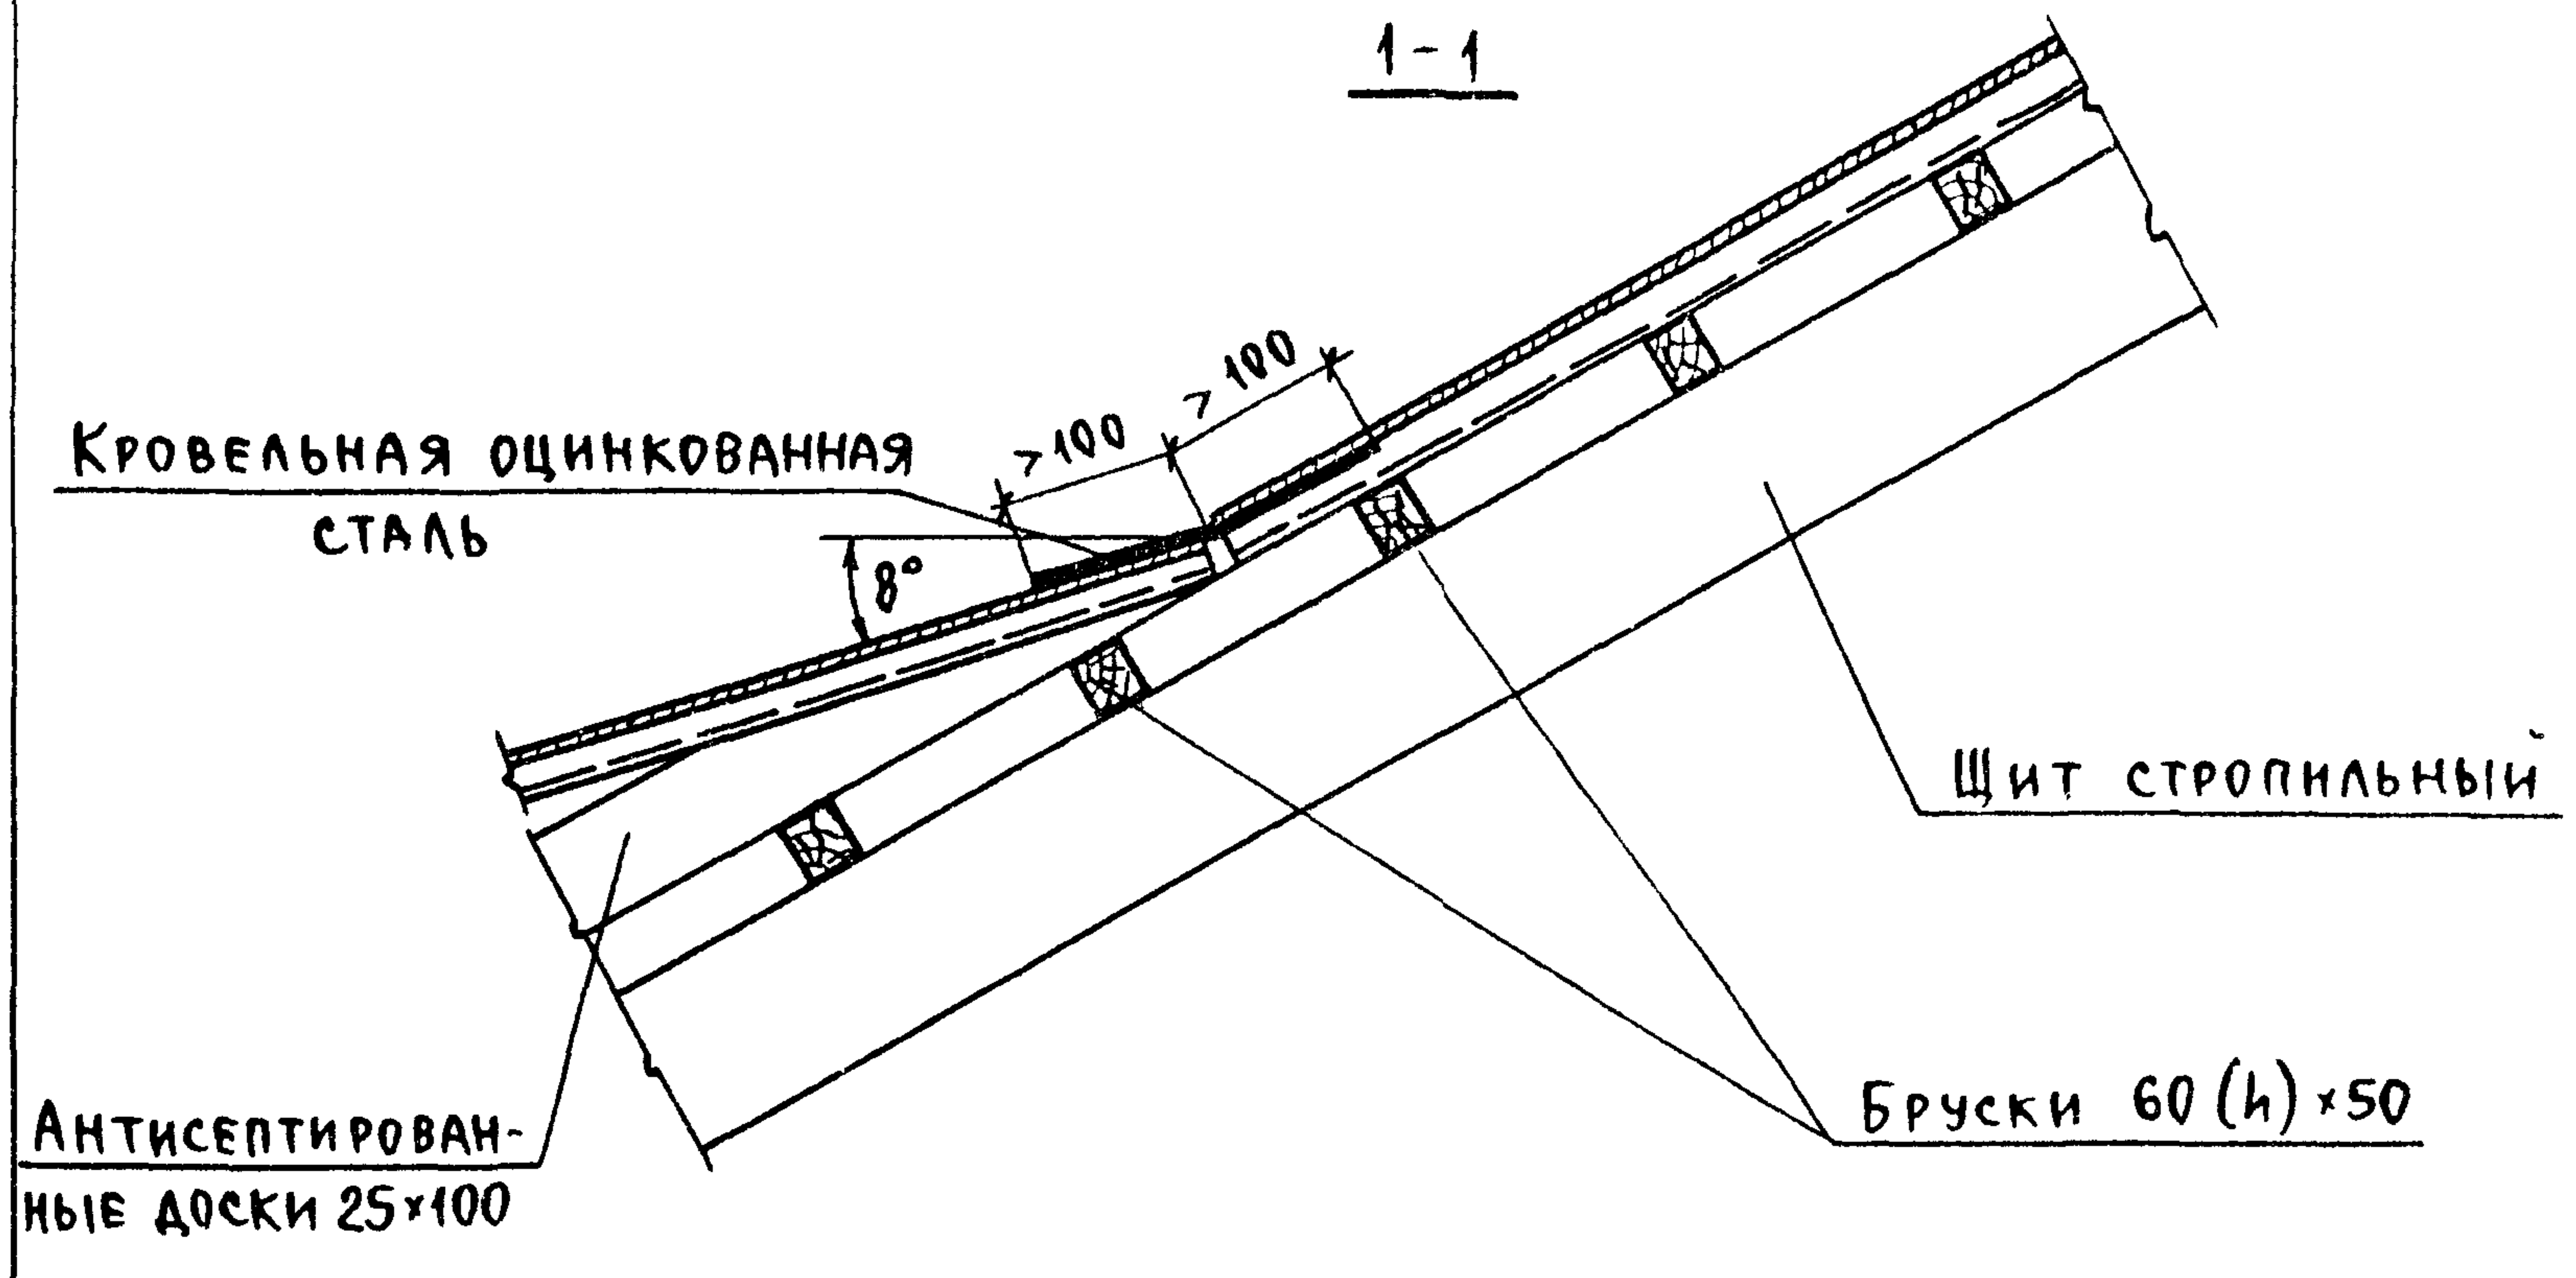 1-1
> 100
> 100
Кровельная оцинкованная
сталь
8°
Щит стропильный
Бруски 60 (h) × 50
Антисептирован-
ные доски 25×100